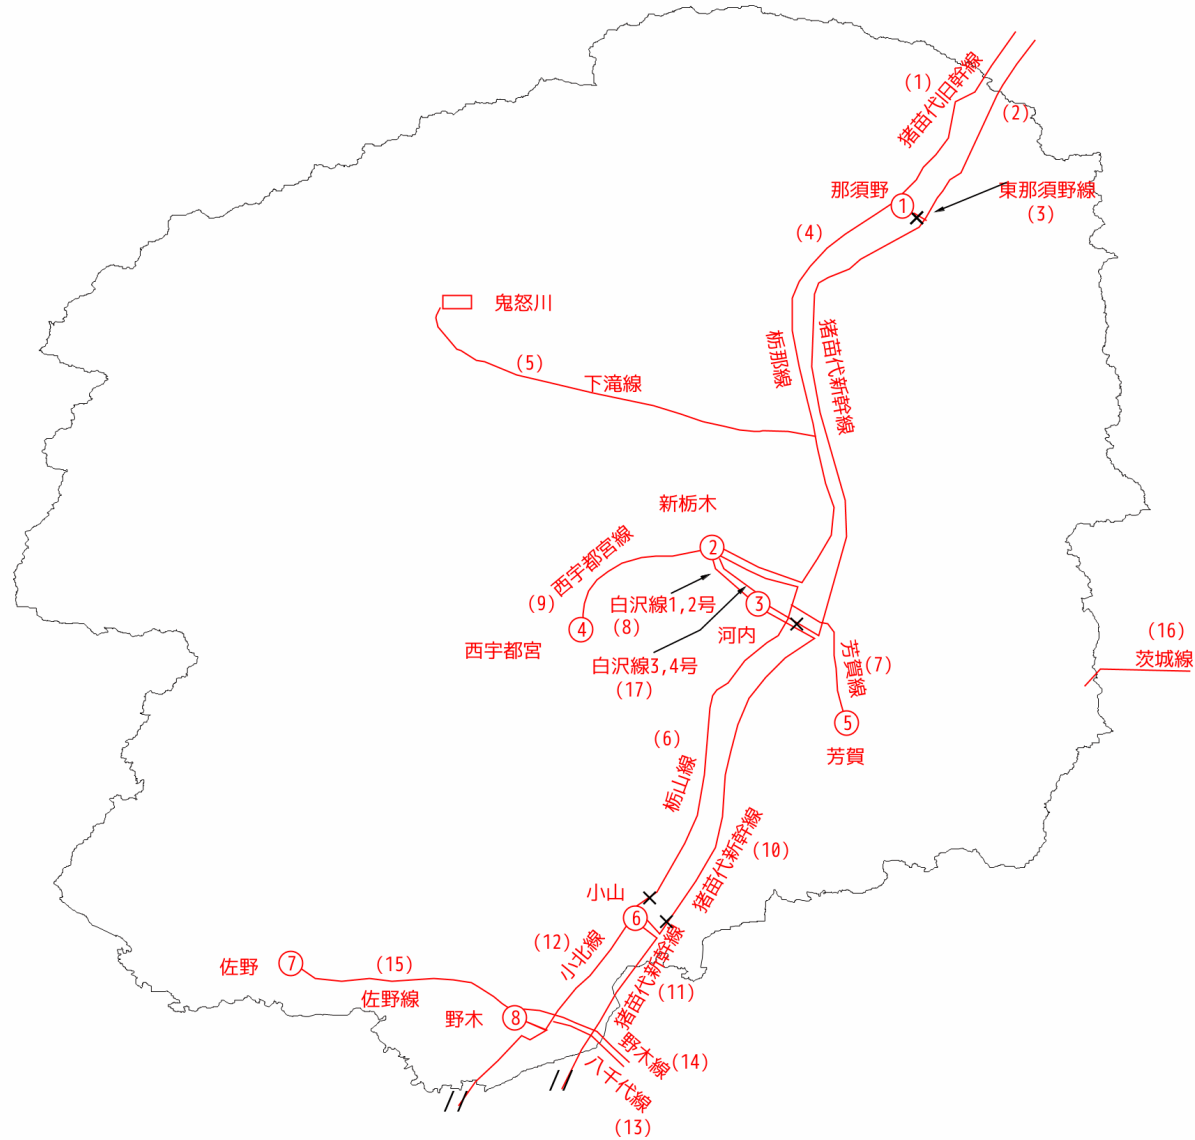 (1)
猪苗代旧幹線
(2)
那須野
1
東那須野線
(3)
(4)
鬼怒川
(5)
下滝線
栃那線
猪苗代新幹線
新栃木
2
西宇都宮線
(9)
白沢線1,2号
(8)
3
4
河内
西宇都宮
白沢線3,4号
(17)
芳賀線
(7)
(16)
茨城線
5
芳賀
(6)
栃山線
猪苗代新幹線
(10)
小山
6
(12)
小北線
猪苗代新幹線
(11)
佐野
7
(15)
佐野線
野木
8
野木線
(14)
八千代線
(13)